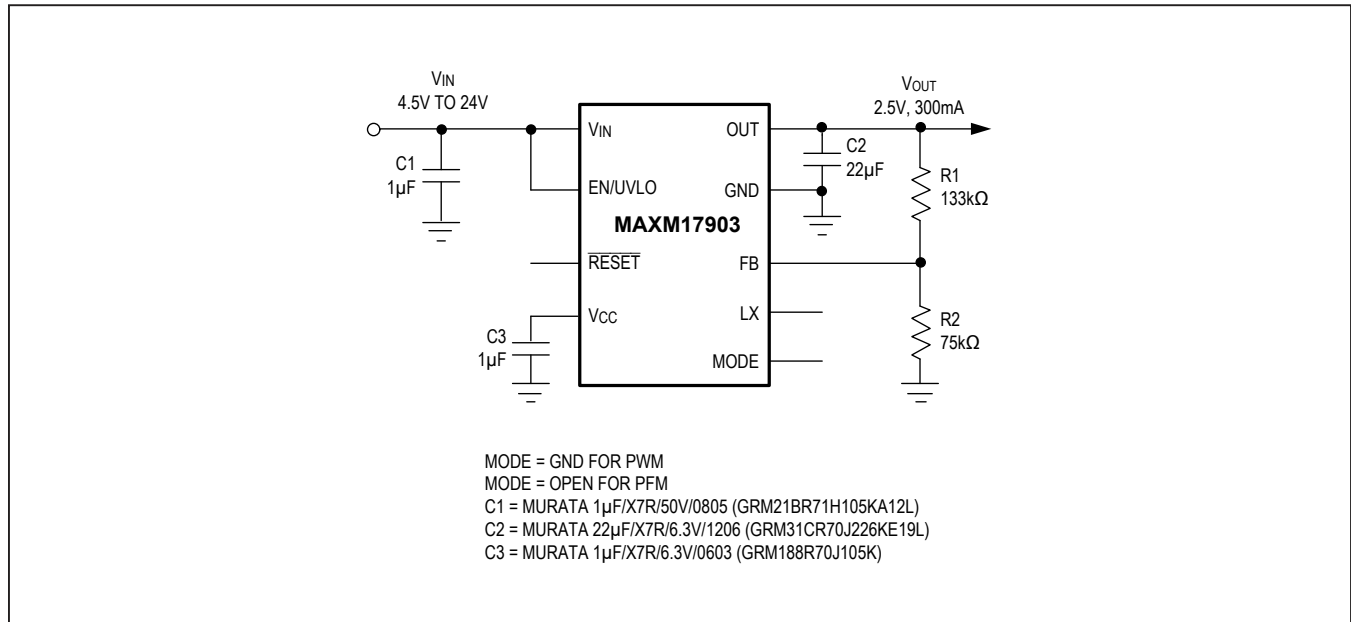 VIN
4.5V TO 24V
VOUT
2.5V, 300mA
VIN
OUT
C1
1µF
C2
22µF
EN/UVLO
GND
R1
133kΩ
MAXM17903
RESET
FB
VCC
LX
C3
1µF
R2
75kΩ
MODE
MODE = GND FOR PWM
MODE = OPEN FOR PFM
C1 = MURATA 1µF/X7R/50V/0805 (GRM21BR71H105KA12L)
C2 = MURATA 22µF/X7R/6.3V/1206 (GRM31CR70J226KE19L)
C3 = MURATA 1µF/X7R/6.3V/0603 (GRM188R70J105K)